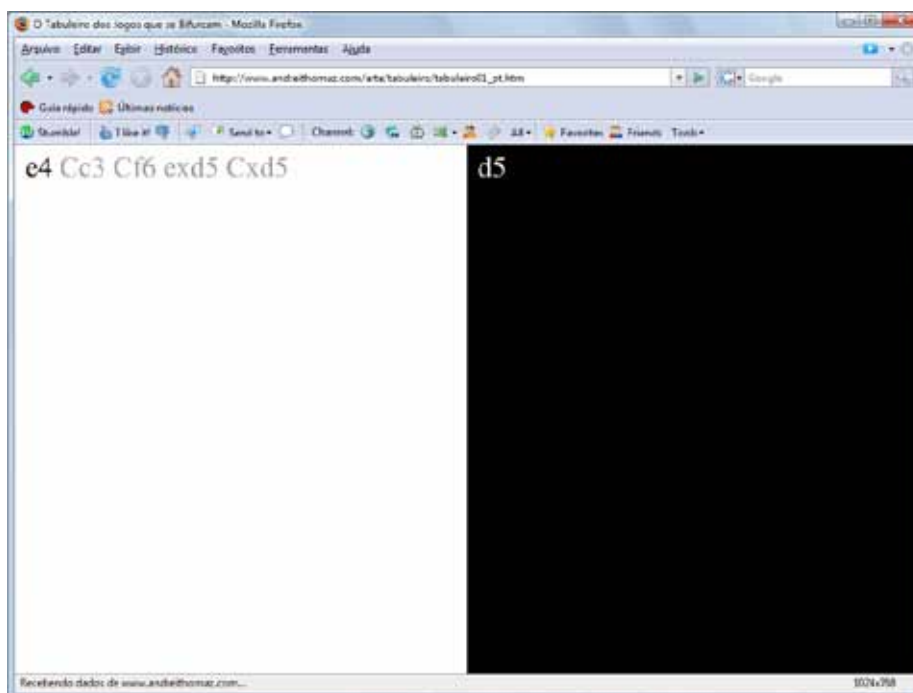 O Tabuleiro dos Jogos que se Bifurcam - Mozilla Firefox
Arquivo Editar Exibir Histórico Favoritos Ferramentas Ajuda
http://www.andreithomaz.com/arte/tabuleiro/tabuleiro01_pt.htm Google
Guia rápido Últimas notícias
Stumble! I like it! Send to Channel: All Favorites Friends Tools
e4 Cc3 Cf6 exd5 Cxd5 d5
Recebendo dados de www.andreithomaz.com... 1024x768